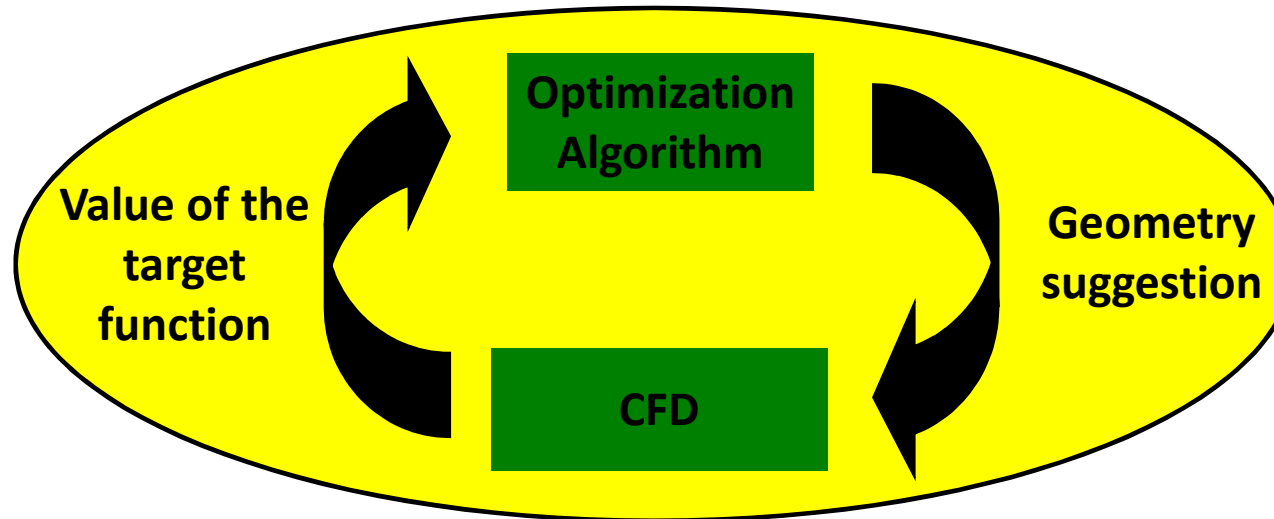 Optimization
Algorithm
Value of the
target
function
Geometry
suggestion
CFD